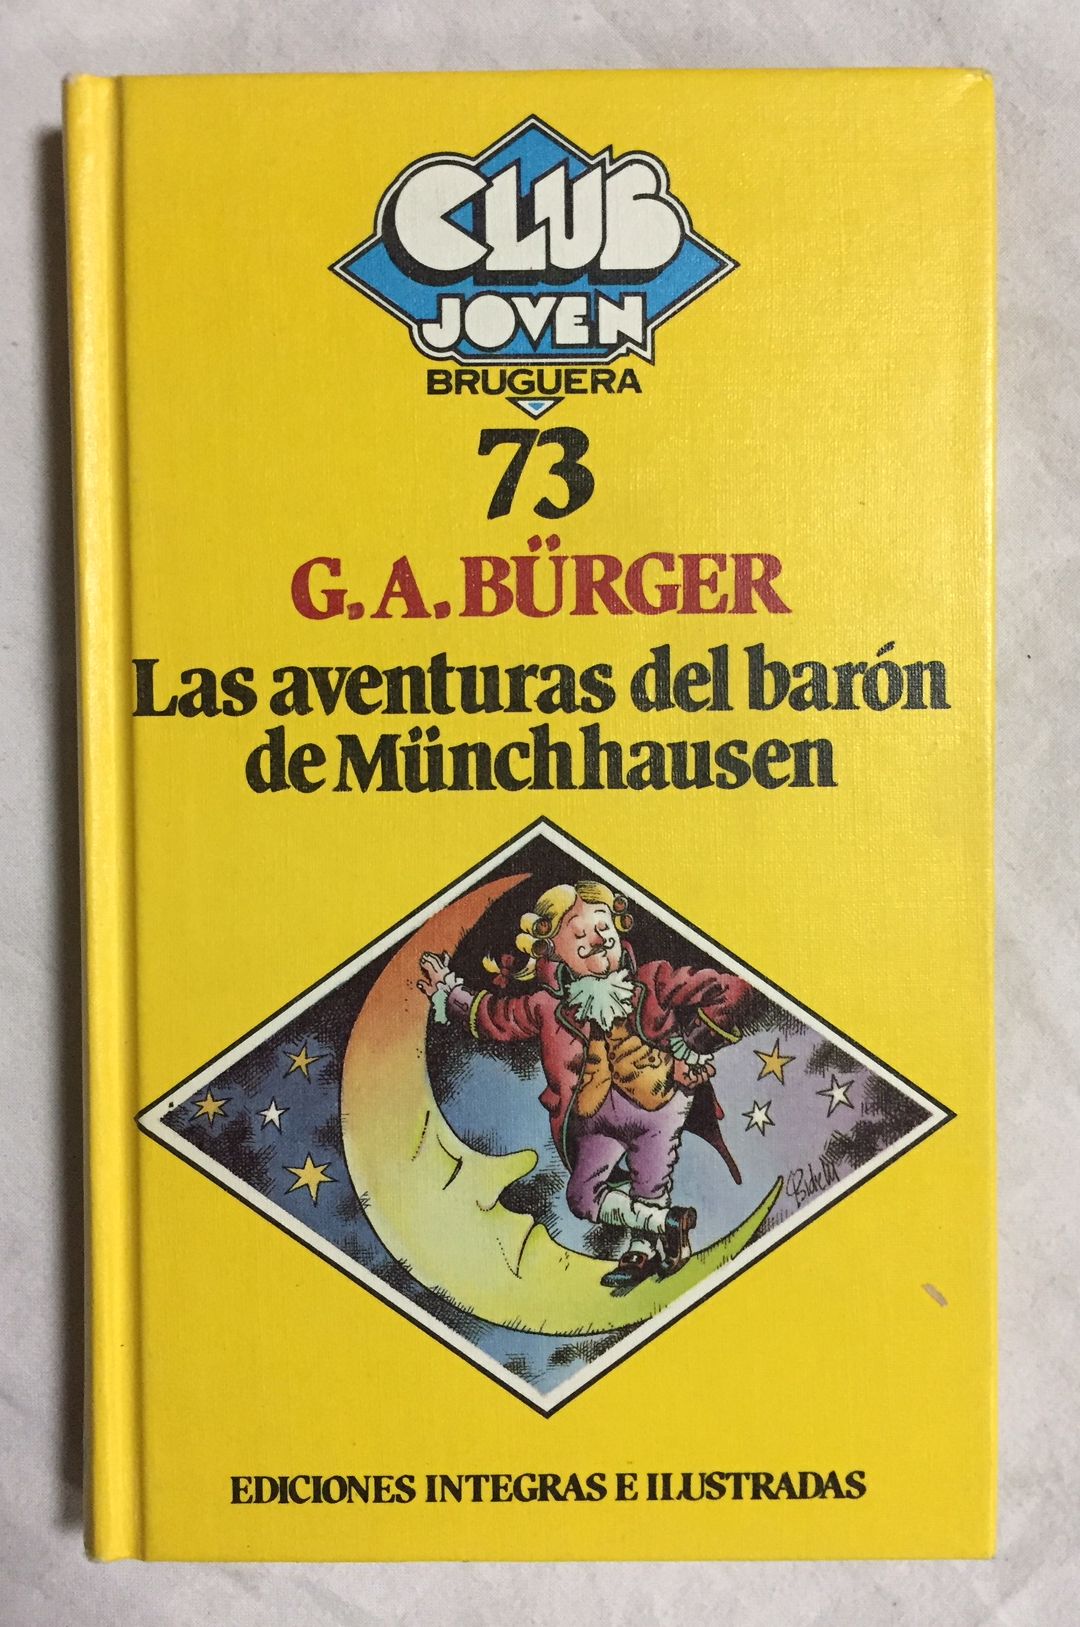 CLUB
JOVEN
BRUGUERA
73
G.A.BÜRGER
Las aventuras del barón
de Münchhausen
EDICIONES INTEGRAS E ILUSTRADAS